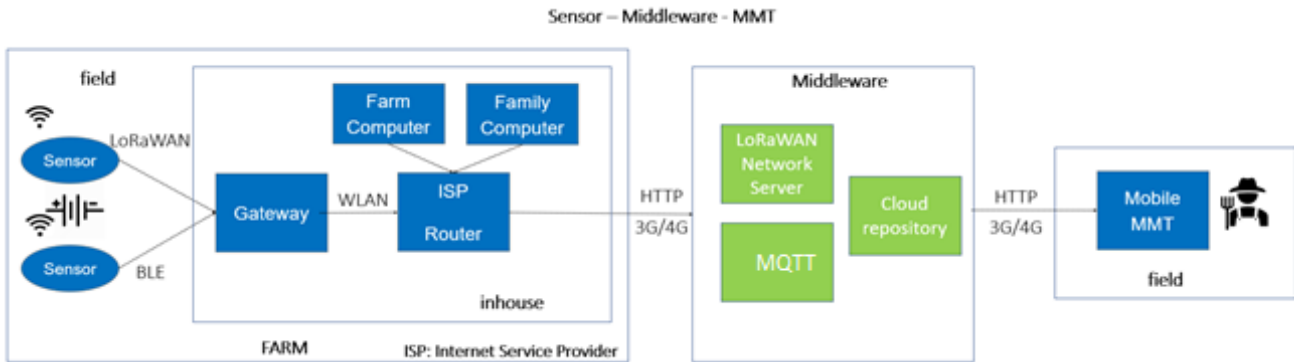 Sensor – Middleware - MMT
field
LoRaWAN
Sensor
Sensor
BLE
Gateway
WLAN
Farm
Computer
Family
Computer
ISP
Router
inhouse
FARM
ISP: Internet Service Provider
HTTP
3G/4G
Middleware
LoRaWAN
Network
Server
MQTT
Cloud
repository
HTTP
3G/4G
Mobile
MMT
field